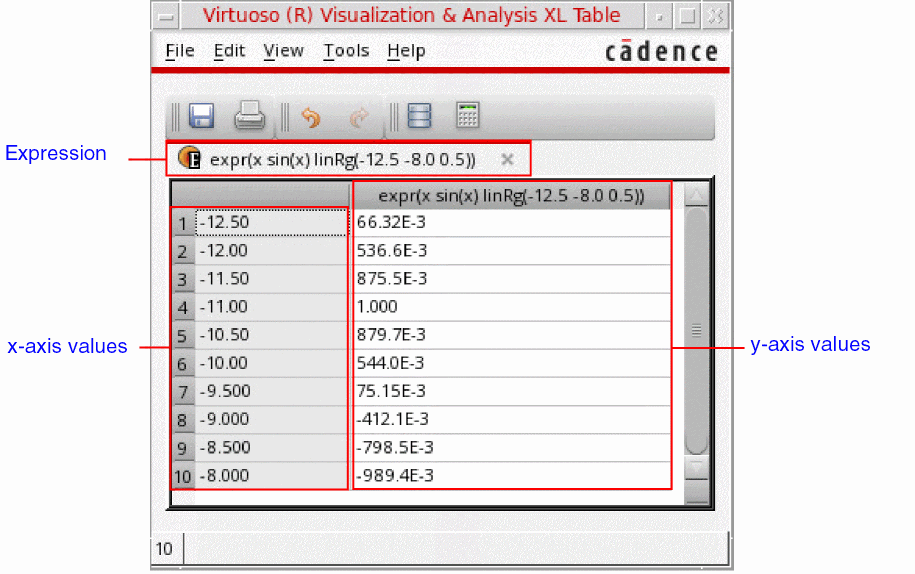 Virtuoso (R) Visualization & Analysis XL Table
File Edit View Tools Help cādence
Expression
E expr(x sin(x) linRg(-12.5 -8.0 0.5))
expr(x sin(x) linRg(-12.5 -8.0 0.5))
1 -12.50 66.32E-3
2 -12.00 536.6E-3
3 -11.50 875.5E-3
4 -11.00 1.000
5 -10.50 879.7E-3
x-axis values
y-axis values
6 -10.00 544.0E-3
7 -9.500 75.15E-3
8 -9.000 -412.1E-3
9 -8.500 -798.5E-3
10 -8.000 -989.4E-3
10